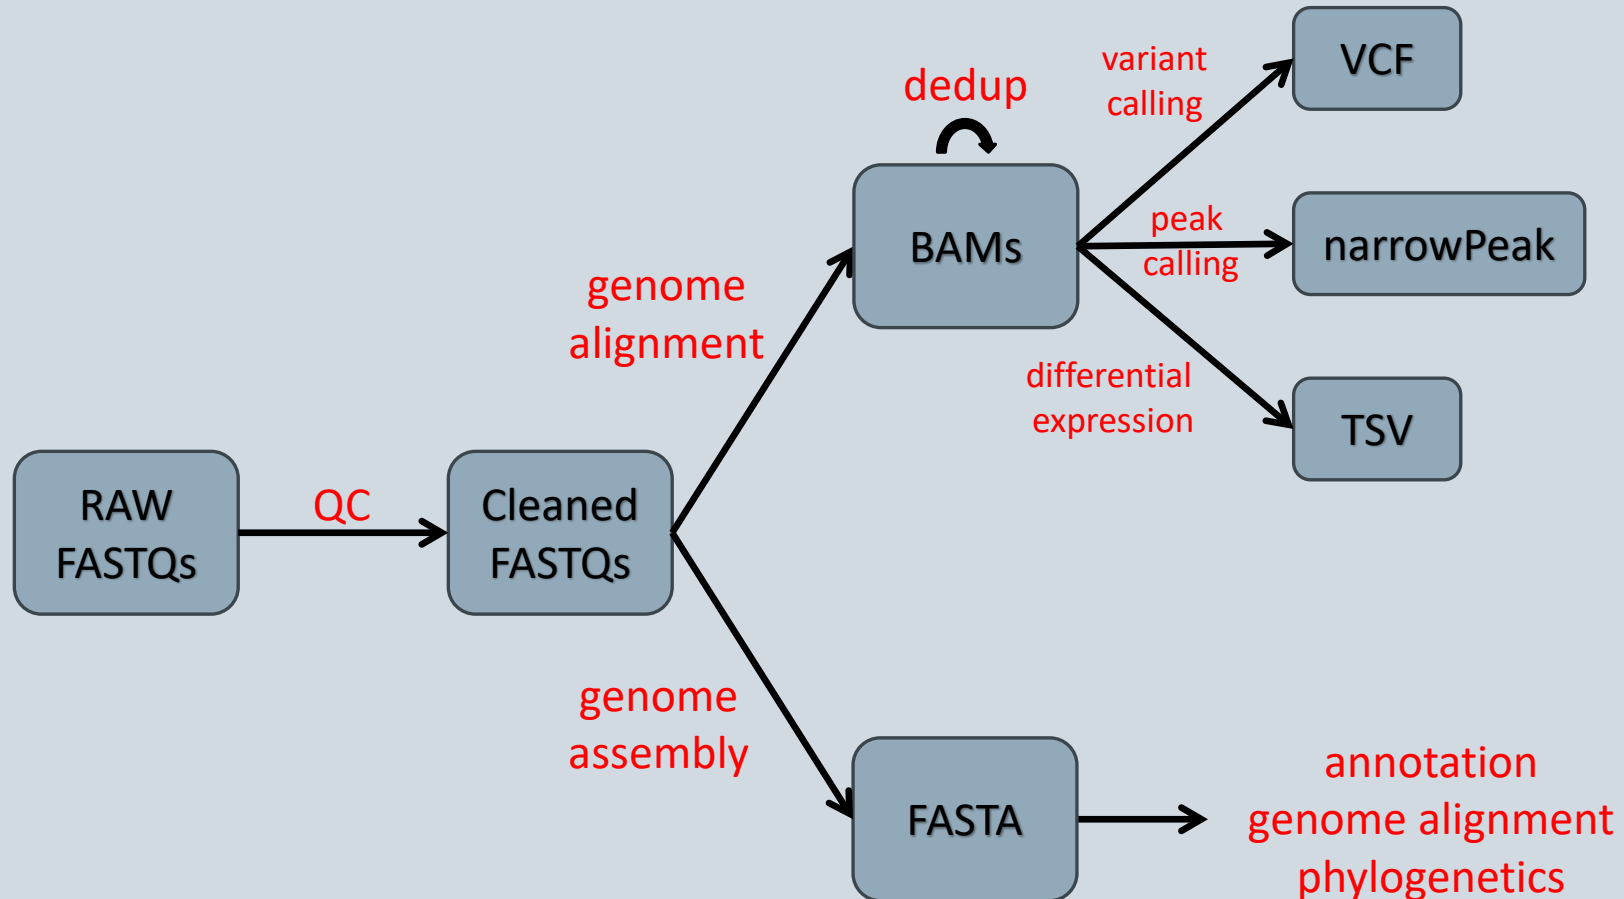 RAW
FASTQs
QC
Cleaned
FASTQs
genome
alignment
dedup
BAMs
variant
calling
VCF
peak
calling
narrowPeak
differential
expression
TSV
genome
assembly
FASTA
annotation
genome alignment
phylogenetics